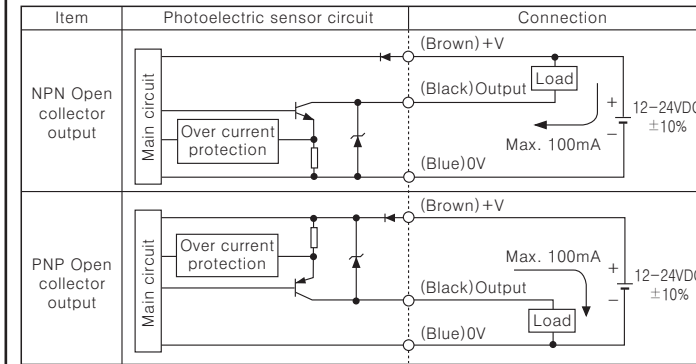 Item
Photoelectric sensor circuit
Connection
NPN Open
collector
output
Main circuit
Over current
protection
(Brown)+V
(Black)Output
(Blue)0V
Load
Max. 100mA
+
−
12−24VDC
±10%
PNP Open
collector
output
Main circuit
Over current
protection
(Brown)+V
(Black)Output
(Blue)0V
Max. 100mA
Load
+
−
12−24VDC
±10%